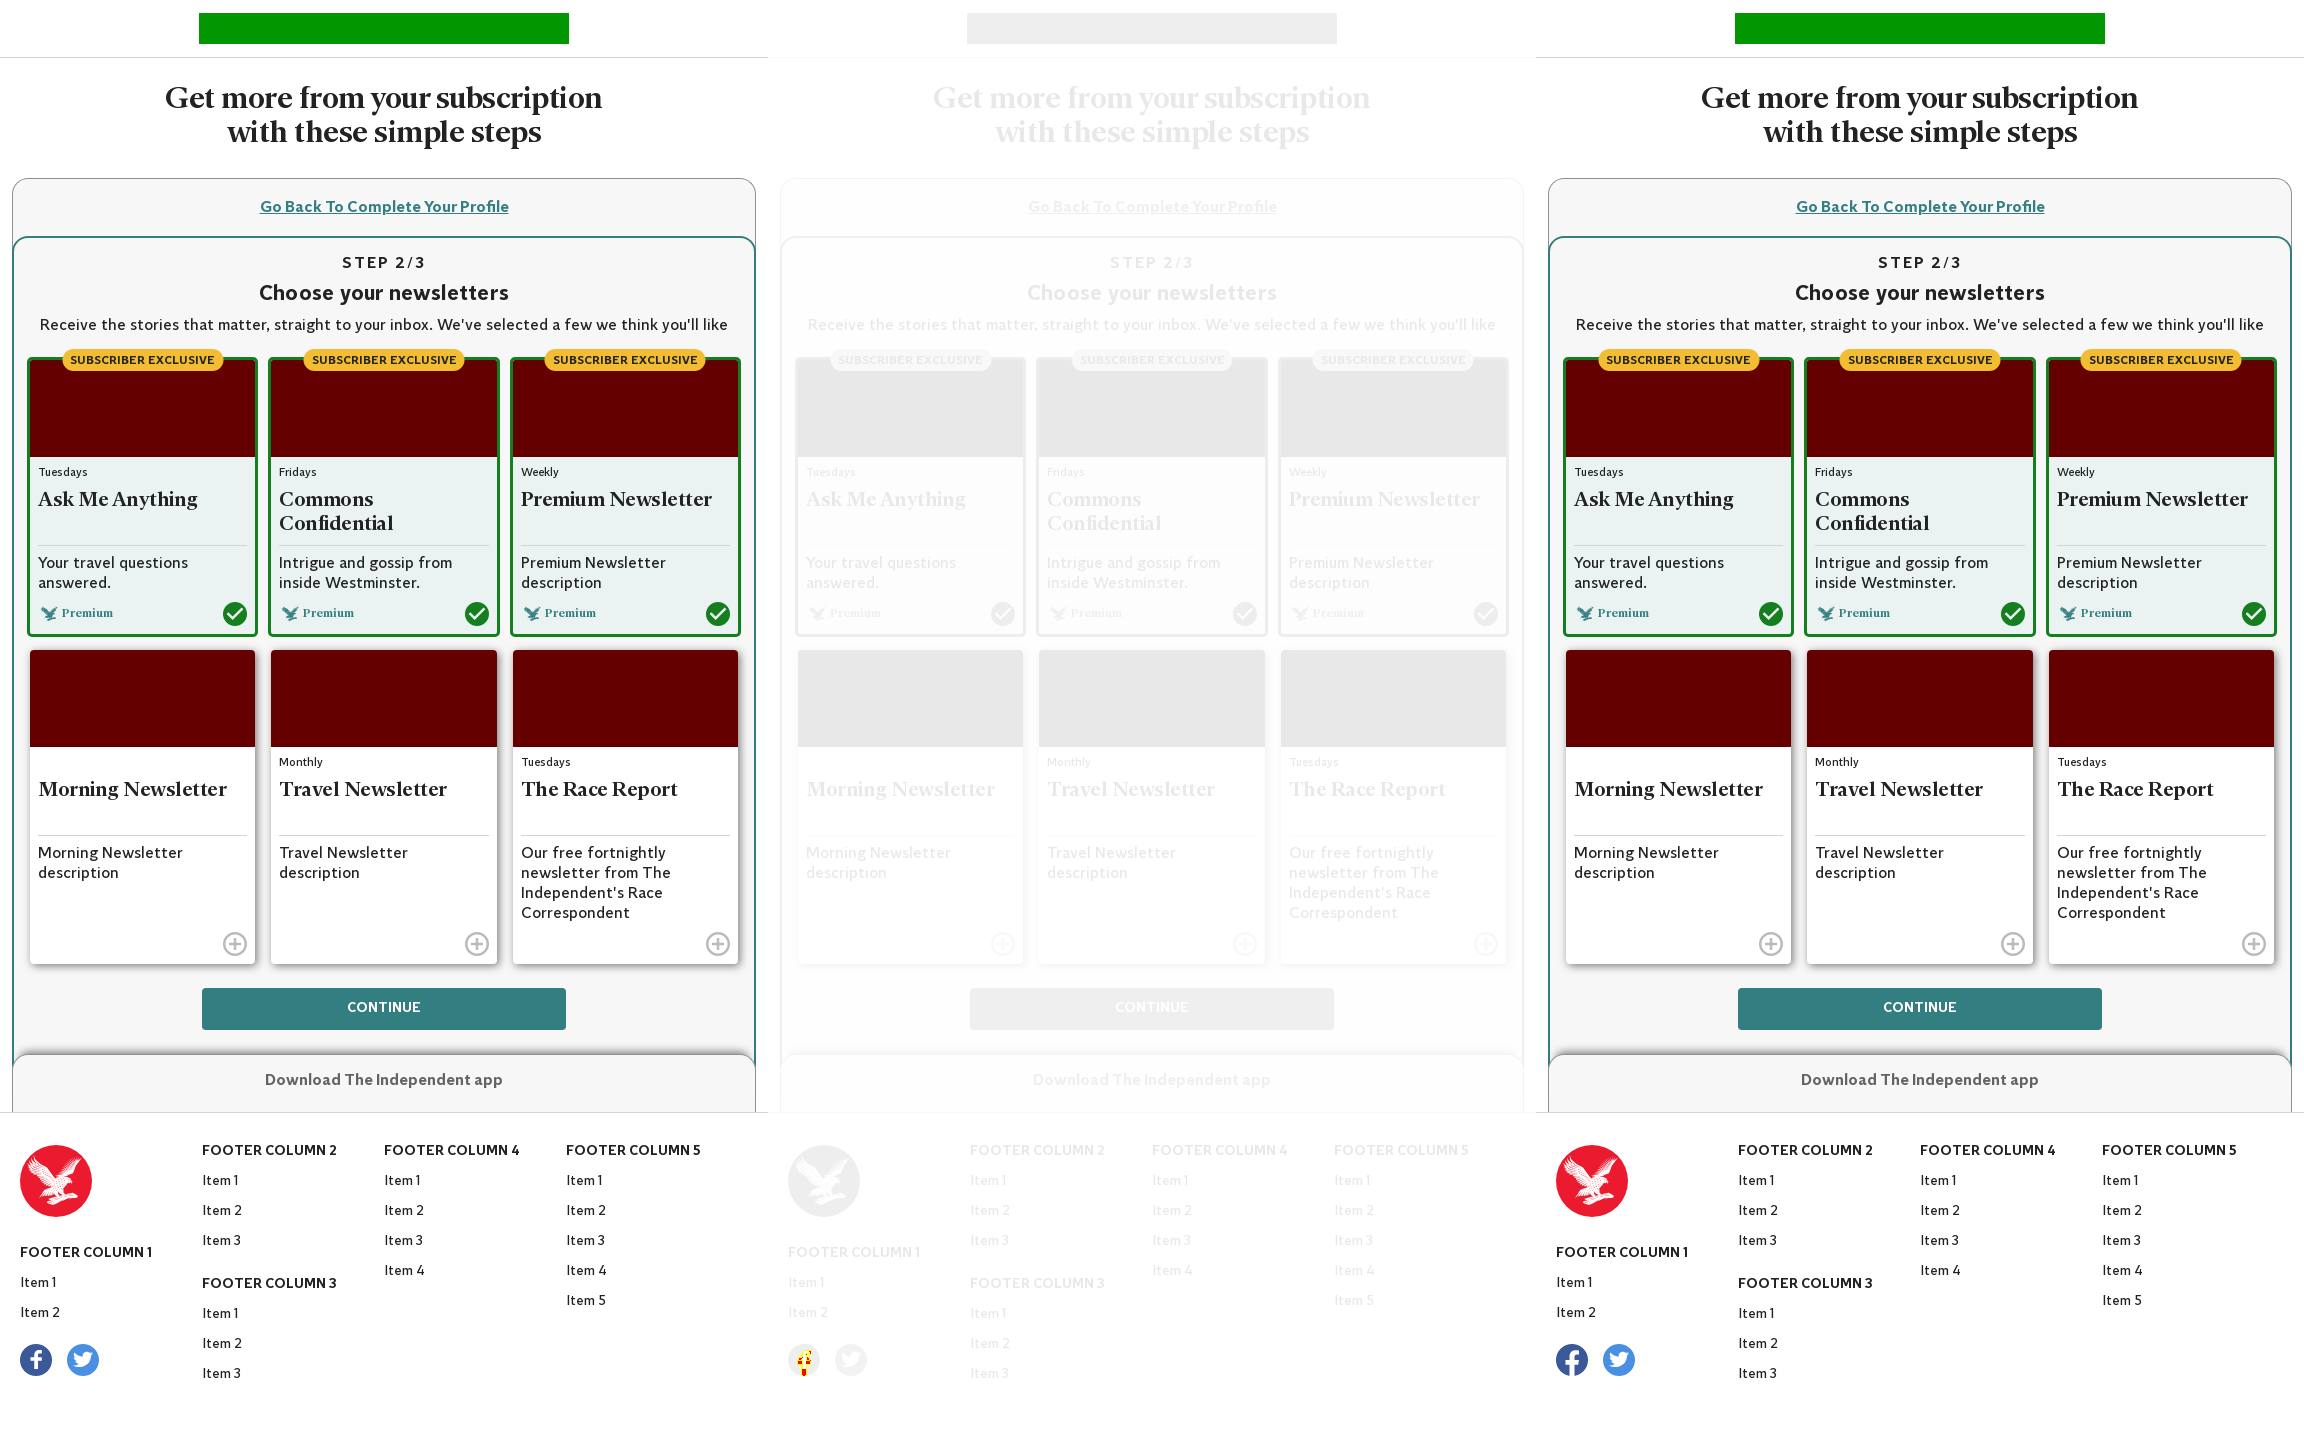 Get more from your subscription
with these simple steps
Go Back To Complete Your Profile
STEP 2/3
Choose your newsletters
Receive the stories that matter, straight to your inbox. We've selected a few we think you'll like
SUBSCRIBER EXCLUSIVE
SUBSCRIBER EXCLUSIVE
SUBSCRIBER EXCLUSIVE
Tuesdays
Ask Me Anything
Your travel questions
answered.
Premium
Fridays
Commons
Confidential
Intrigue and gossip from
inside Westminster.
Premium
Weekly
Premium Newsletter
Premium Newsletter
description
Premium
Morning Newsletter
Morning Newsletter
description
Monthly
Travel Newsletter
Travel Newsletter
description
Tuesdays
The Race Report
Our free fortnightly
newsletter from The
Independent's Race
Correspondent
CONTINUE
Download The Independent app
FOOTER COLUMN 1
Item 1
Item 2
FOOTER COLUMN 2
Item 1
Item 2
Item 3
FOOTER COLUMN 3
Item 1
Item 2
Item 3
FOOTER COLUMN 4
Item 1
Item 2
Item 3
Item 4
FOOTER COLUMN 5
Item 1
Item 2
Item 3
Item 4
Item 5
Get more from your subscription
with these simple steps
Go Back To Complete Your Profile
STEP 2/3
Choose your newsletters
Receive the stories that matter, straight to your inbox. We've selected a few we think you'll like
SUBSCRIBER EXCLUSIVE
SUBSCRIBER EXCLUSIVE
SUBSCRIBER EXCLUSIVE
Tuesdays
Ask Me Anything
Your travel questions
answered.
Premium
Fridays
Commons
Confidential
Intrigue and gossip from
inside Westminster.
Premium
Weekly
Premium Newsletter
Premium Newsletter
description
Premium
Morning Newsletter
Morning Newsletter
description
Monthly
Travel Newsletter
Travel Newsletter
description
Tuesdays
The Race Report
Our free fortnightly
newsletter from The
Independent's Race
Correspondent
CONTINUE
Download The Independent app
FOOTER COLUMN 1
Item 1
Item 2
FOOTER COLUMN 2
Item 1
Item 2
Item 3
FOOTER COLUMN 3
Item 1
Item 2
Item 3
FOOTER COLUMN 4
Item 1
Item 2
Item 3
Item 4
FOOTER COLUMN 5
Item 1
Item 2
Item 3
Item 4
Item 5
Get more from your subscription
with these simple steps
Go Back To Complete Your Profile
STEP 2/3
Choose your newsletters
Receive the stories that matter, straight to your inbox. We've selected a few we think you'll like
SUBSCRIBER EXCLUSIVE
SUBSCRIBER EXCLUSIVE
SUBSCRIBER EXCLUSIVE
Tuesdays
Ask Me Anything
Your travel questions
answered.
Premium
Fridays
Commons
Confidential
Intrigue and gossip from
inside Westminster.
Premium
Weekly
Premium Newsletter
Premium Newsletter
description
Premium
Morning Newsletter
Morning Newsletter
description
Monthly
Travel Newsletter
Travel Newsletter
description
Tuesdays
The Race Report
Our free fortnightly
newsletter from The
Independent's Race
Correspondent
CONTINUE
Download The Independent app
FOOTER COLUMN 1
Item 1
Item 2
FOOTER COLUMN 2
Item 1
Item 2
Item 3
FOOTER COLUMN 3
Item 1
Item 2
Item 3
FOOTER COLUMN 4
Item 1
Item 2
Item 3
Item 4
FOOTER COLUMN 5
Item 1
Item 2
Item 3
Item 4
Item 5